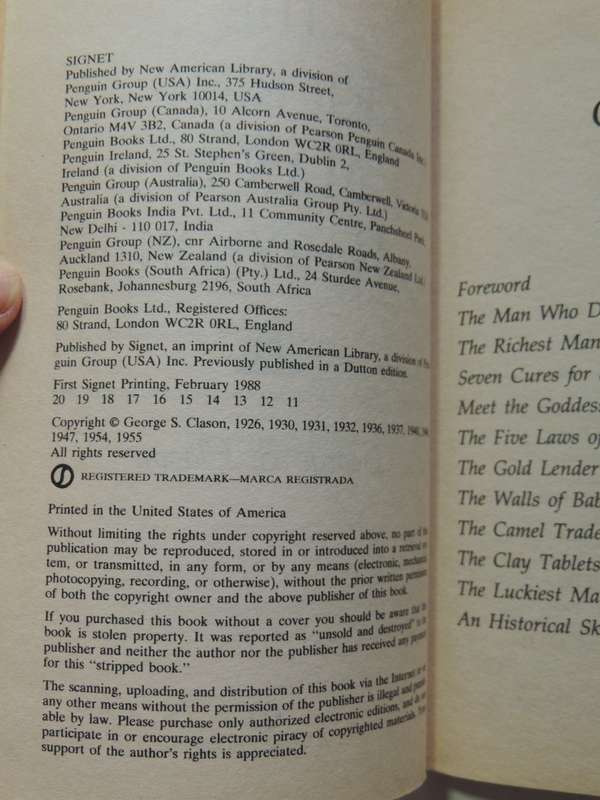 SIGNET
Published by New American Library, a division of
Penguin Group (USA) Inc., 375 Hudson Street,
New York, New York 10014, USA
Penguin Group (Canada), 10 Alcorn Avenue, Toronto,
Ontario M4V 3B2, Canada (a division of Pearson Penguin Canada Inc.)
Penguin Books Ltd., 80 Strand, London WC2R 0RL, England
Penguin Ireland, 25 St. Stephen's Green, Dublin 2,
Ireland (a division of Penguin Books Ltd.)
Penguin Group (Australia), 250 Camberwell Road, Camberwell, Victoria
Australia (a division of Pearson Australia Group Pty. Ltd.)
Penguin Books India Pvt. Ltd., 11 Community Centre, Panchsheel Park,
New Delhi - 110 017, India
Penguin Group (NZ), cnr Airborne and Rosedale Roads, Albany,
Auckland 1310, New Zealand (a division of Pearson New Zealand Ltd.)
Penguin Books (South Africa) (Pty.) Ltd., 24 Sturdee Avenue,
Rosebank, Johannesburg 2196, South Africa
Penguin Books Ltd., Registered Offices:
80 Strand, London WC2R 0RL, England
Published by Signet, an imprint of New American Library, a division of
guin Group (USA) Inc. Previously published in a Dutton edition.
First Signet Printing, February 1988
20 19 18 17 16 15 14 13 12 11
Copyright © George S. Clason, 1926, 1930, 1931, 1932, 1936, 1937, 1940,
1947, 1954, 1955
All rights reserved
REGISTERED TRADEMARK—MARCA REGISTRADA
Printed in the United States of America
Without limiting the rights under copyright reserved above, no part of
publication may be reproduced, stored in or introduced into a retrieval
tem, or transmitted, in any form, or by any means (electronic, mechanical
photocopying, recording, or otherwise), without the prior written permission
of both the copyright owner and the above publisher of this book.
If you purchased this book without a cover you should be aware that this
book is stolen property. It was reported as "unsold and destroyed" to the
publisher and neither the author nor the publisher has received any payment
for this "stripped book."
The scanning, uploading, and distribution of this book via the Internet or
any other means without the permission of the publisher is illegal and
able by law. Please purchase only authorized electronic editions, and do
participate in or encourage electronic piracy of copyrighted materials.
support of the author's rights is appreciated.
Foreword
The Man Who D
The Richest Man
Seven Cures for
Meet the Goddess
The Five Laws of
The Gold Lender
The Walls of Bab
The Camel Trade
The Clay Tablets
The Luckiest Ma
An Historical Sk